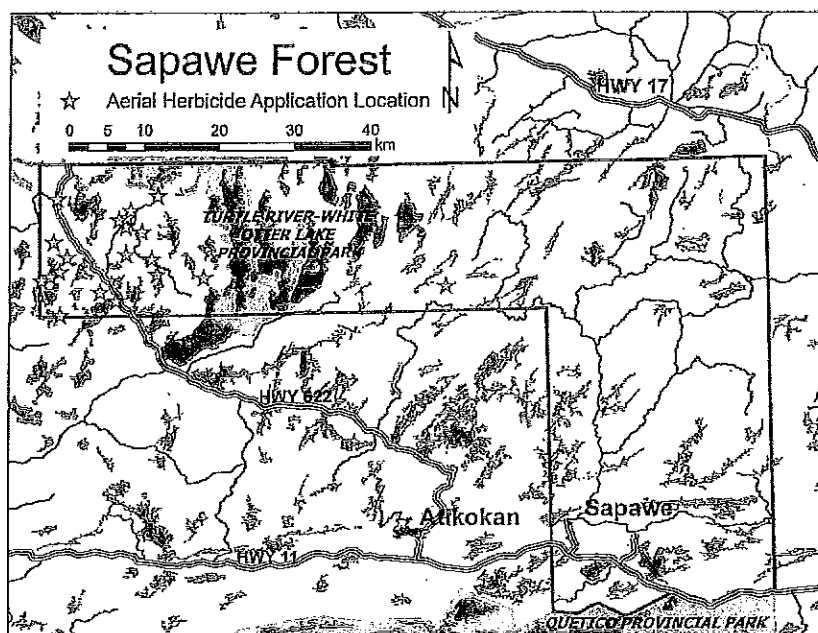 Sapawe Forest
Aerial Herbicide Application Location
N
0 5 10 20 30 40
km
HWY 17
TURTLE RIVER-WHITE
OTTER LAKE
PROVINCIAL PARK
HWY 622
Atikokan
Sapawe
HWY 11
QUETICO PROVINCIAL PARK